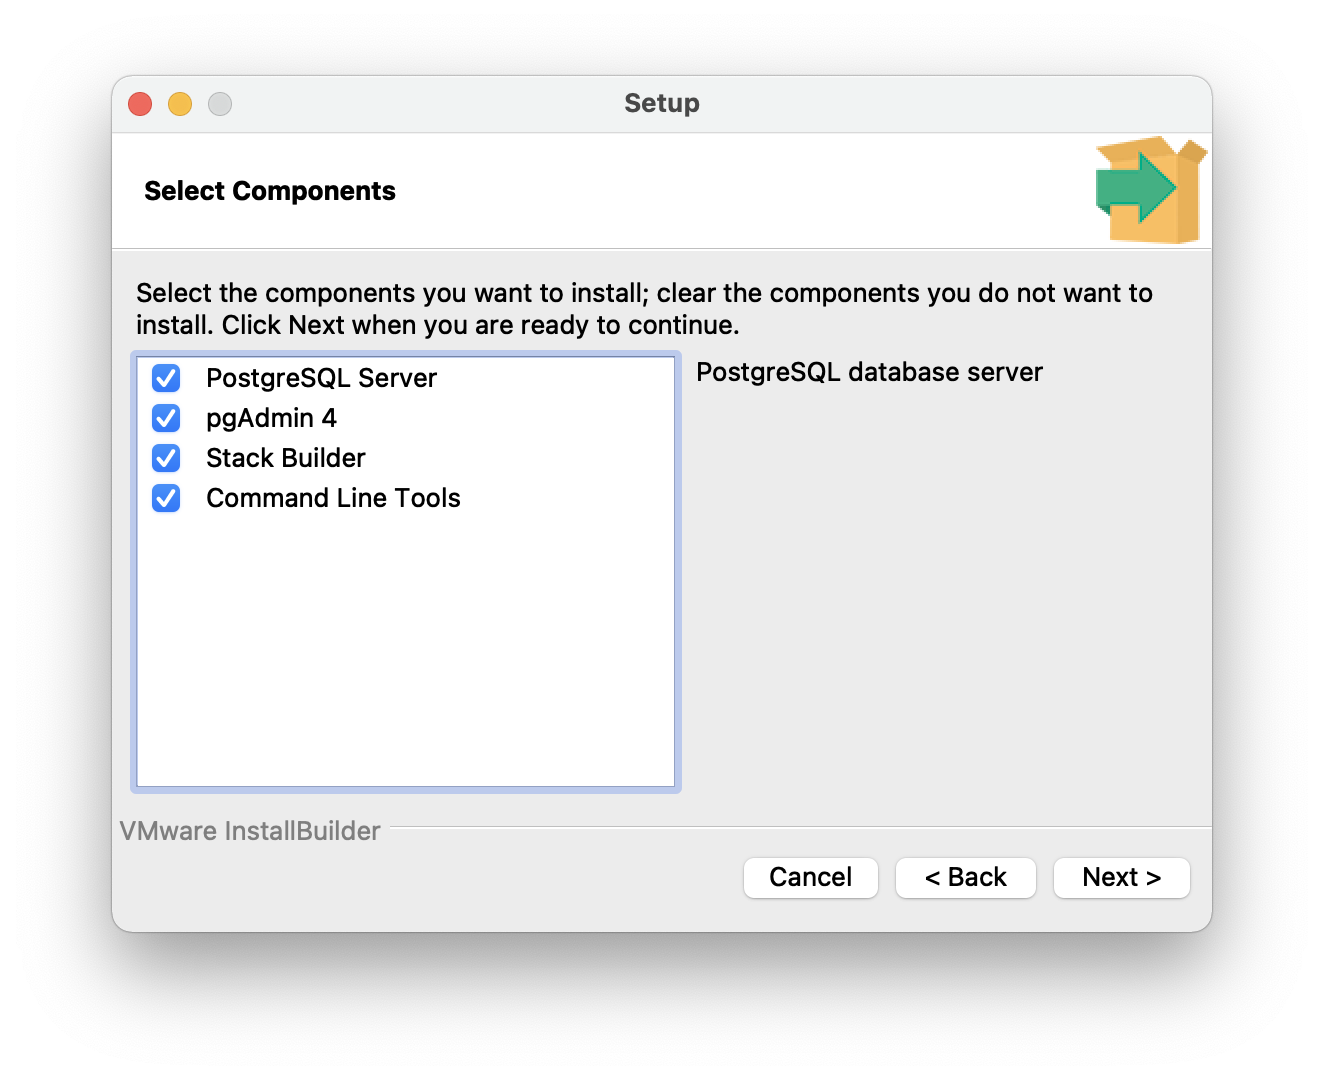 Setup
Select Components
Select the components you want to install; clear the components you do not want to
install. Click Next when you are ready to continue.
PostgreSQL Server
pgAdmin 4
Stack Builder
Command Line Tools
PostgreSQL database server
VMware InstallBuilder
Cancel
< Back
Next >